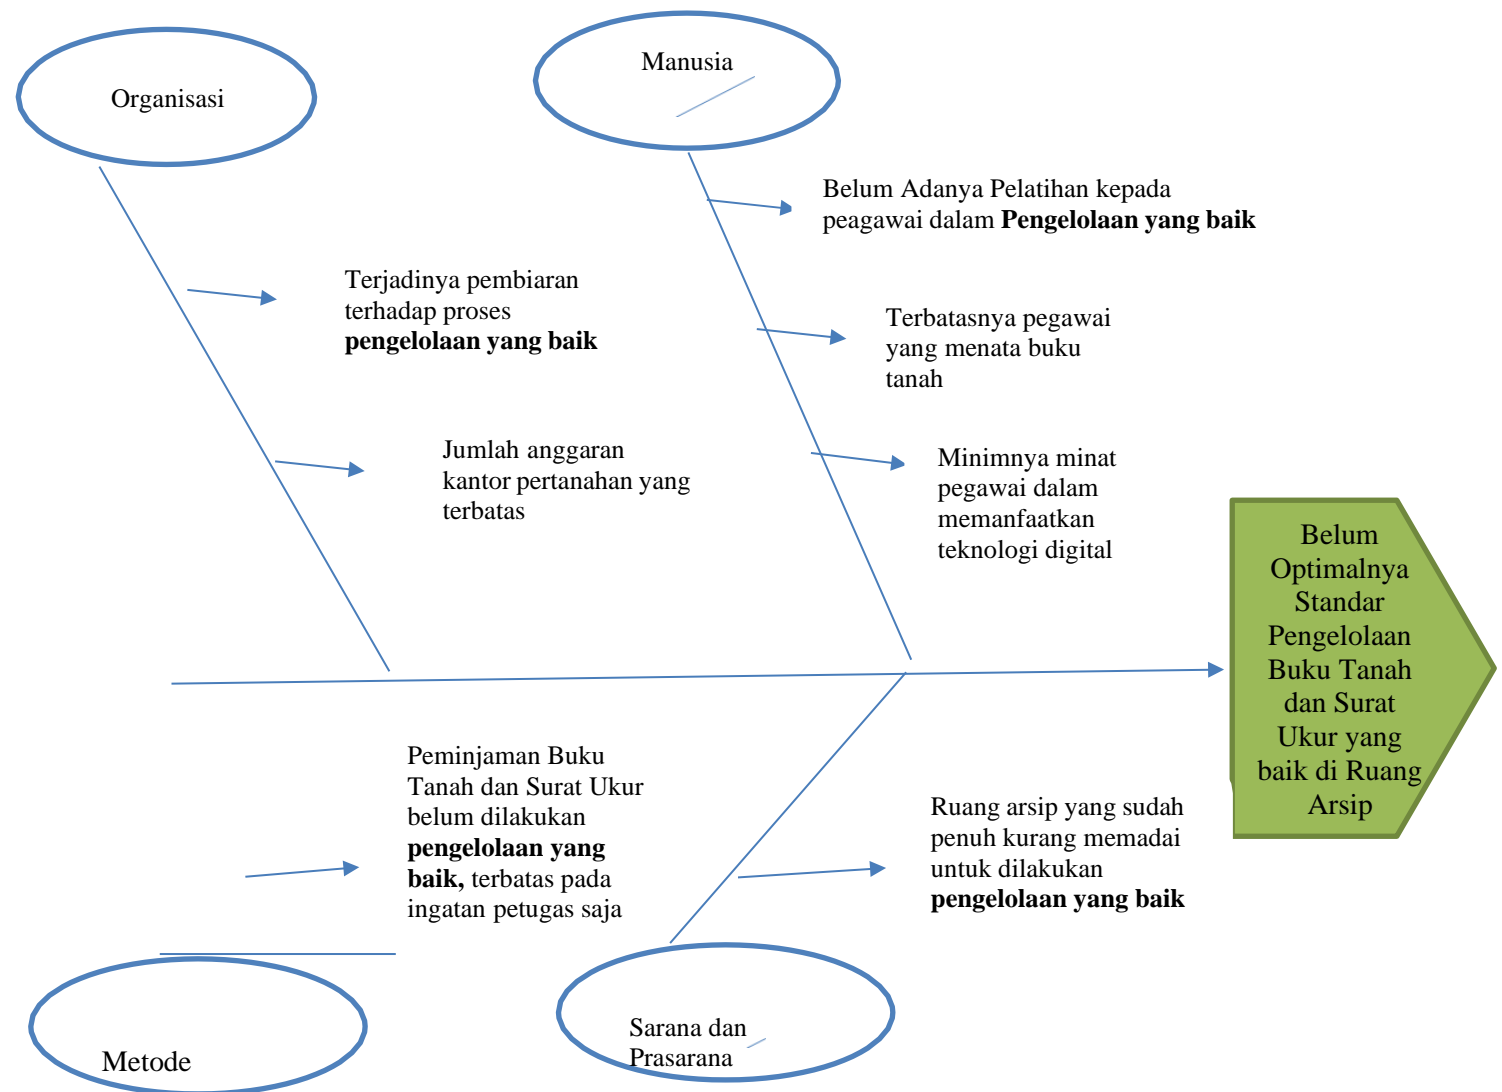 Organisasi
Manusia
Belum Adanya Pelatihan kepada
peagawai dalam Pengelolaan yang baik
Terjadinya pembiaran
terhadap proses
pengelolaan yang baik
Terbatasnya pegawai
yang menata buku
tanah
Jumlah anggaran
kantor pertanahan yang
terbatas
Minimnya minat
pegawai dalam
memanfaatkan
teknologi digital
Belum
Optimalnya
Standar
Pengelolaan
Buku Tanah
dan Surat
Ukur yang
baik di Ruang
Arsip
Peminjaman Buku
Tanah dan Surat Ukur
belum dilakukan
pengelolaan yang
baik, terbatas pada
ingatan petugas saja
Ruang arsip yang sudah
penuh kurang memadai
untuk dilakukan
pengelolaan yang baik
Metode
Sarana dan
Prasarana